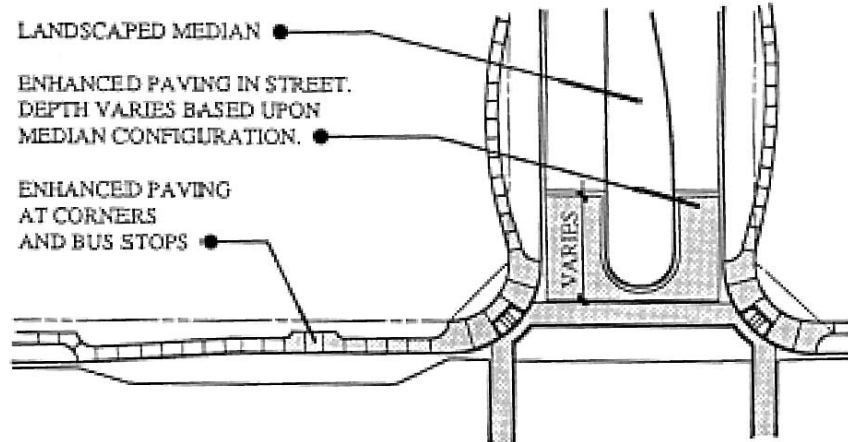 LANDSCAPED MEDIAN
ENHANCED PAVING IN STREET.
DEPTH VARIES BASED UPON
MEDIAN CONFIGURATION.
ENHANCED PAVING
AT CORNERS
AND BUS STOPS
VARIES